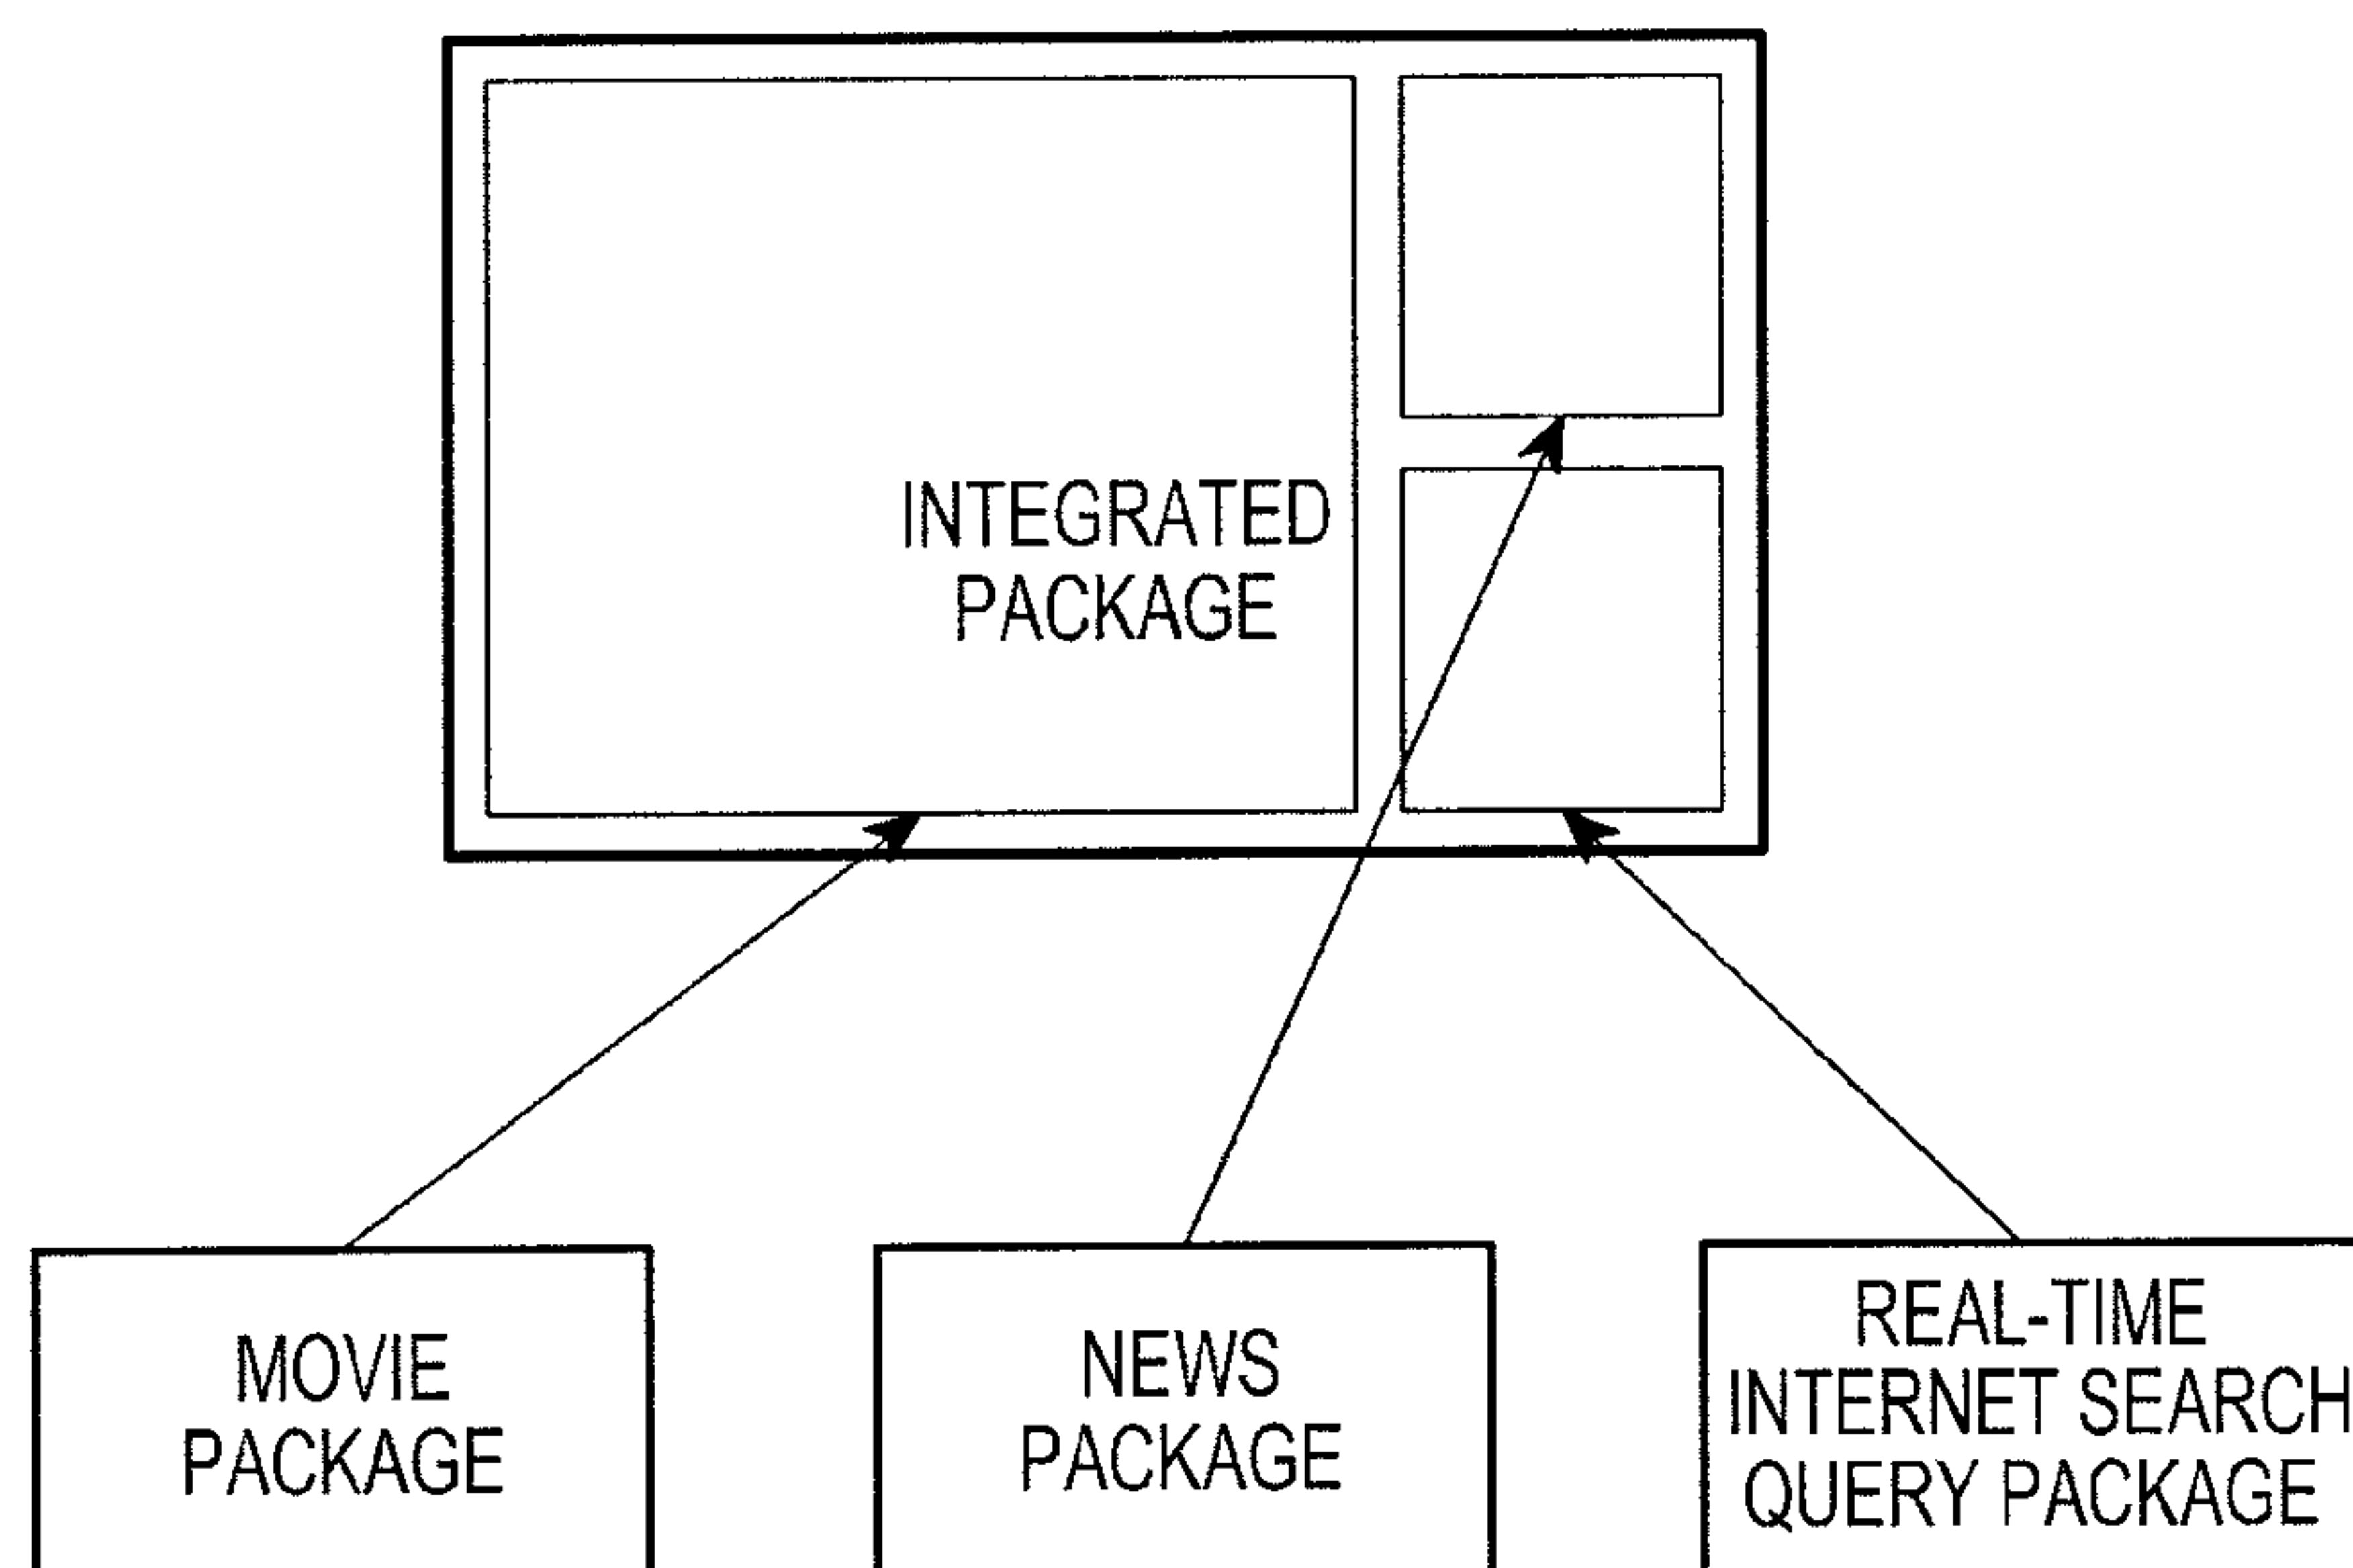 INTEGRATED
PACKAGE
MOVIE
PACKAGE
NEWS
PACKAGE
REAL-TIME
INTERNET SEARCH
QUERY PACKAGE